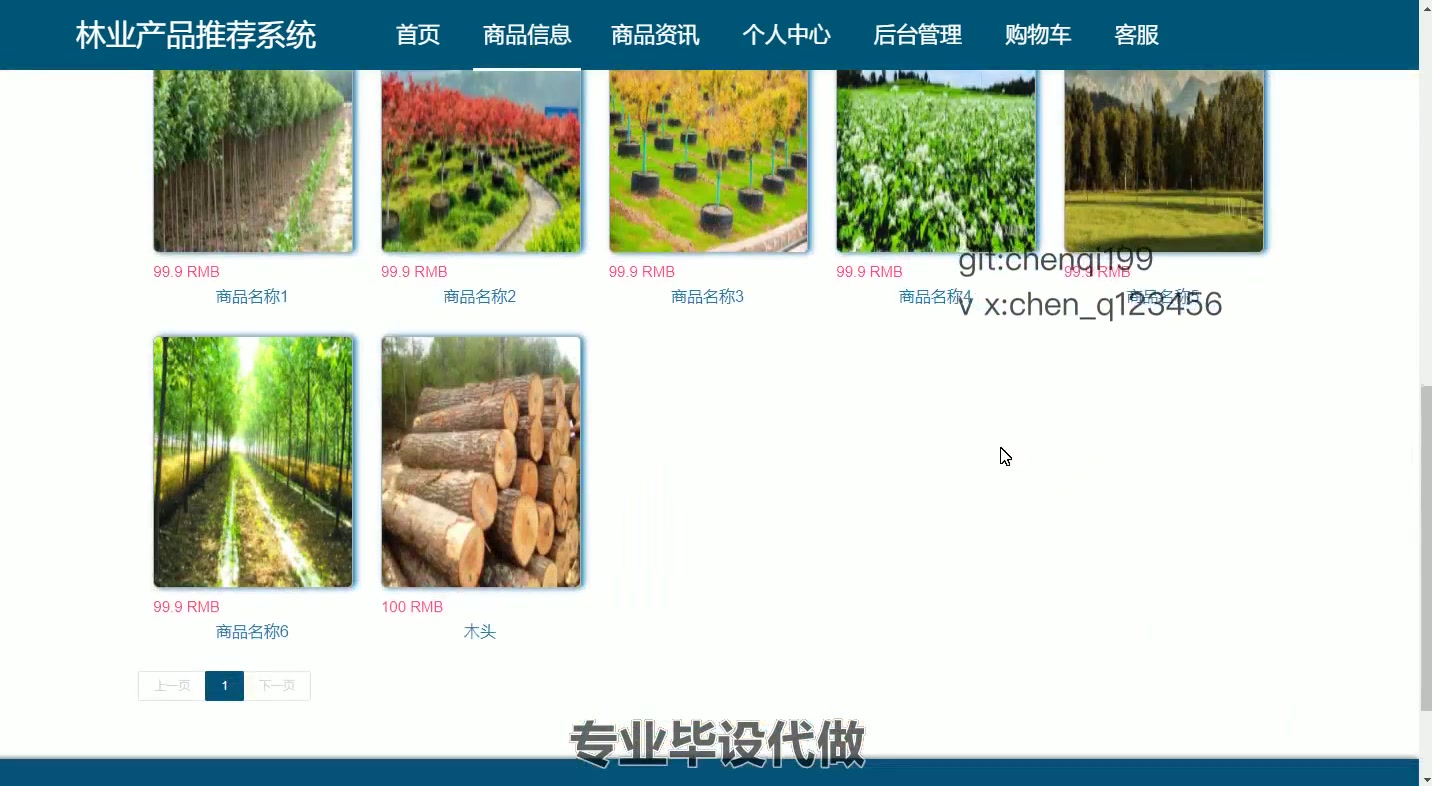 林业产品推荐系统 首页 商品信息 商品资讯 个人中心 后台管理 购物车 客服
99.9 RMB 99.9 RMB 99.9 RMB 99.9 RMB 99.9 RMB
git:chenqi199
商品名称1 商品名称2 商品名称3 商品名称4 商品名称5
v x:chen_q123456
99.9 RMB 100 RMB
商品名称6 木头
上一页 1 下一页
专业毕设代做